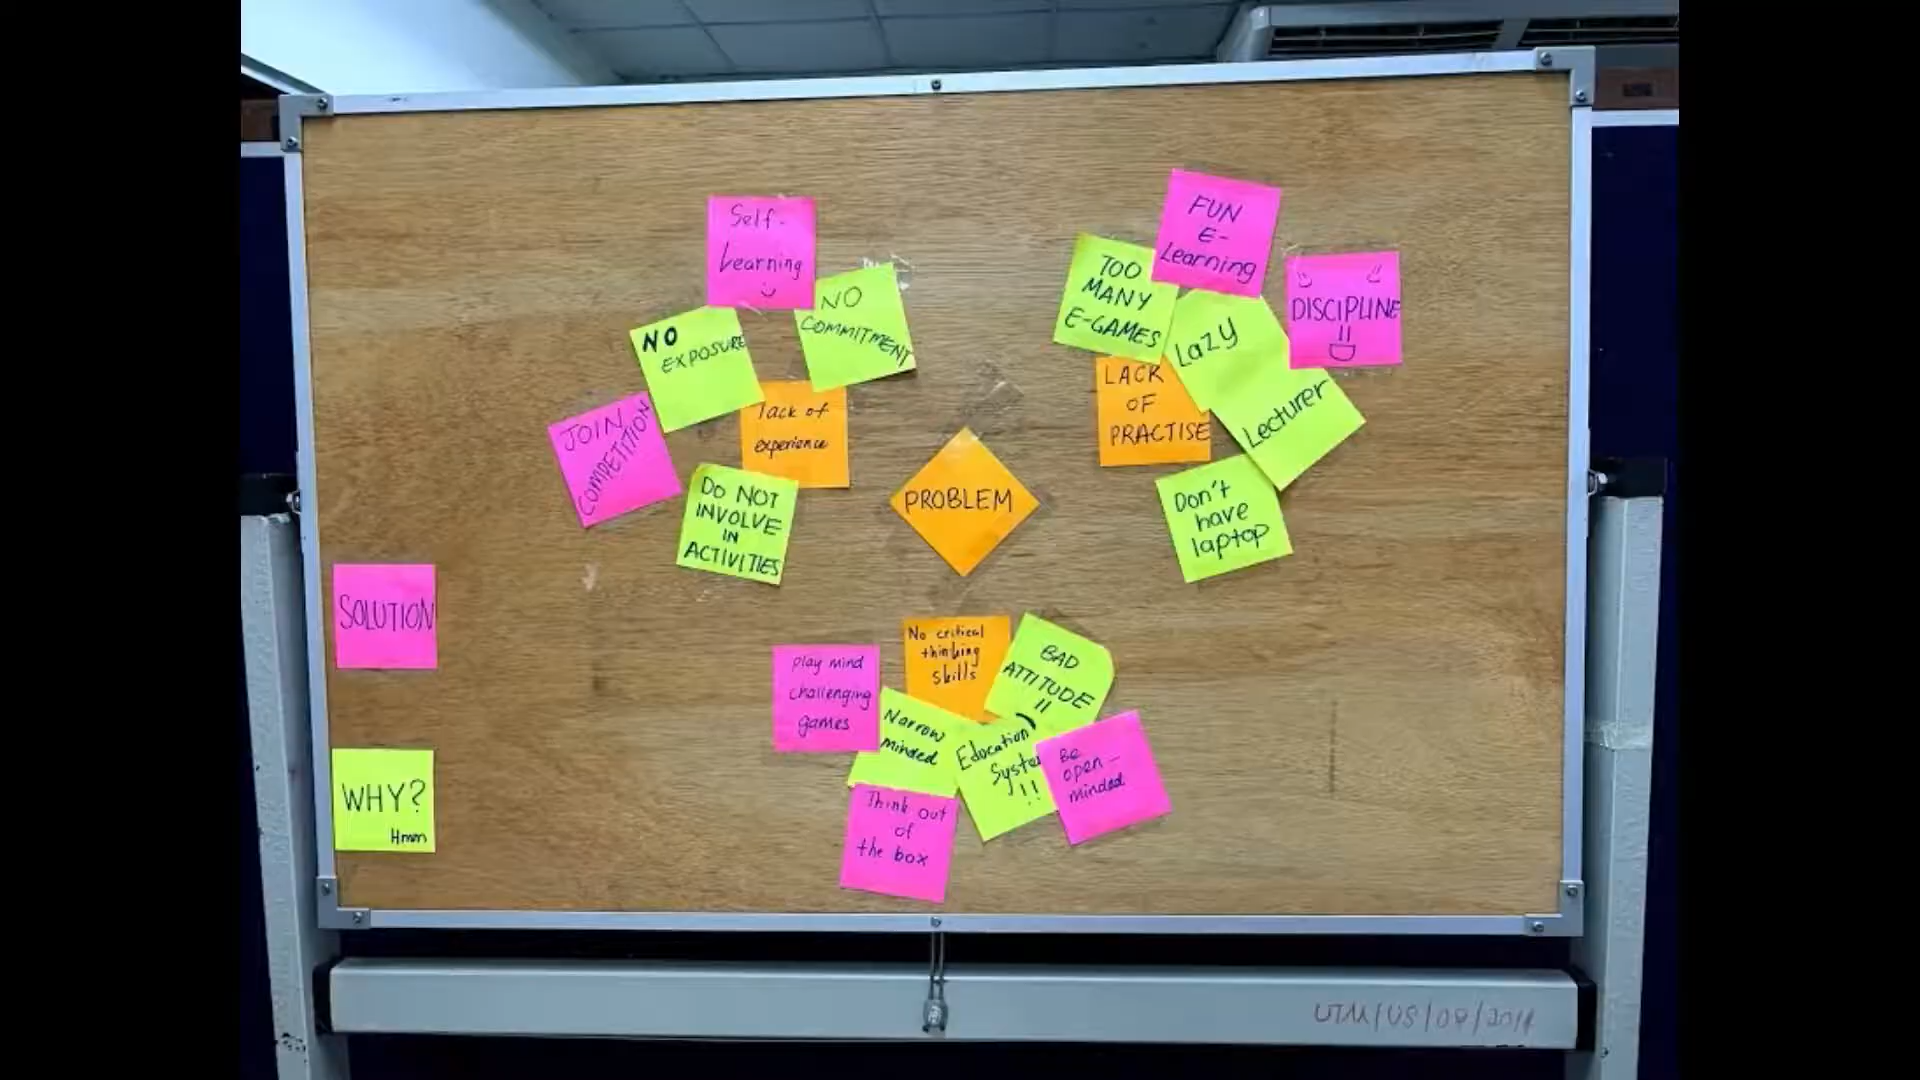 Self-
Learning
NO
EXPOSURE
NO
COMMITMENT
JOIN
COMPETITION
lack of
experience
DO NOT
INVOLVE
IN
ACTIVITIES
PROBLEM
FUN
E-
Learning
TOO
MANY
E-GAMES
DISCIPLINE
Lazy
LACK
OF
PRACTISE
Lecturer
Don't
have
laptop
SOLUTION
WHY?
Hmm
No critical
thinking
skills
BAD
ATTITUDE
!!
play mind
challenging
games
Narrow
minded
Education
!!
Be
open-
minded
Think out
of
the box